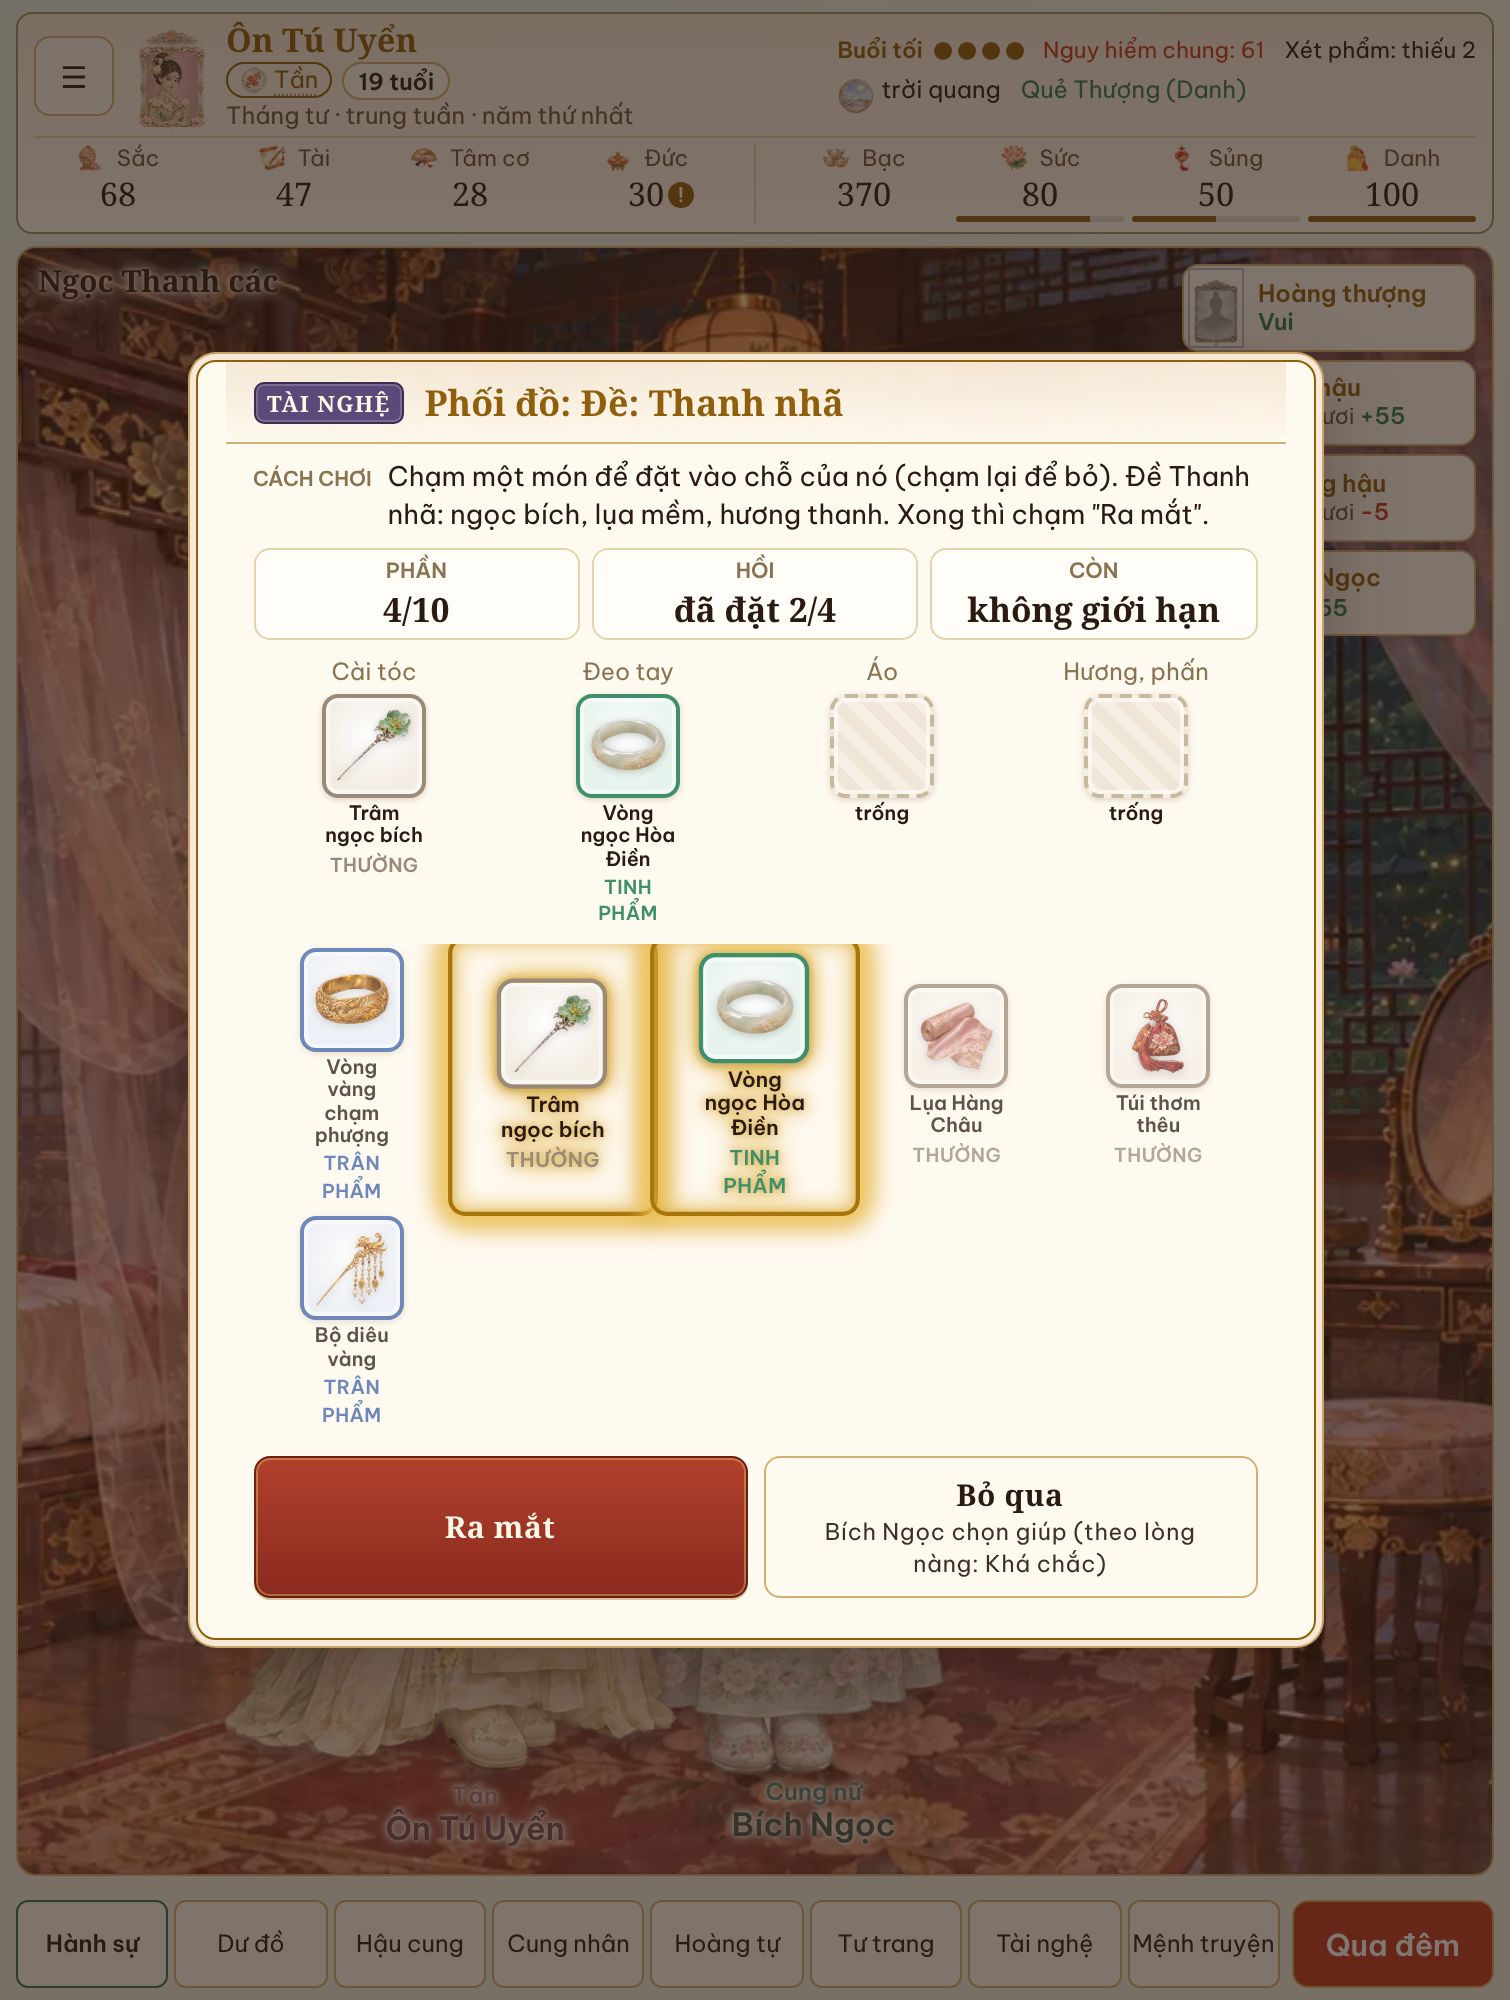 ☰
Ôn Tú Uyển
Tần
19 tuổi
Tháng tư · trung tuần · năm thứ nhất
Buổi tối
Nguy hiểm chung: 61
Xét phẩm: thiếu 2
trời quang
Quẻ Thượng (Danh)
Sắc
Tài
Tâm cơ
Đức
Bạc
Sức
Sủng
Danh
68
47
28
30 !
370
80
50
100
Ngọc Thanh các
Hoàng thượng
Vui
hậu
ươi +55
g hậu
ươi -5
Ngọc
65
TÀI NGHỆ
Phối đồ: Đề: Thanh nhã
CÁCH CHƠI
Chạm một món để đặt vào chỗ của nó (chạm lại để bỏ). Đề Thanh
nhã: ngọc bích, lụa mềm, hương thanh. Xong thì chạm "Ra mắt".
PHẦN
4/10
HỒI
đã đặt 2/4
CÒN
không giới hạn
Cài tóc
Đeo tay
Áo
Hương, phấn
Trâm
ngọc bích
THƯỜNG
Vòng
ngọc Hòa
Điền
TINH
PHẨM
trống
trống
Vòng
vàng
chạm
phượng
TRÂN
PHẨM
Trâm
ngọc bích
THƯỜNG
Vòng
ngọc Hòa
Điền
TINH
PHẨM
Lụa Hàng
Châu
THƯỜNG
Túi thơm
thêu
THƯỜNG
Bộ diêu
vàng
TRÂN
PHẨM
Ra mắt
Bỏ qua
Bích Ngọc chọn giúp (theo lòng
nàng: Khá chắc)
Tần
Ôn Tú Uyển
Cung nữ
Bích Ngọc
Hành sự
Dư đồ
Hậu cung
Cung nhân
Hoàng tự
Tư trang
Tài nghệ
Mệnh truyện
Qua đêm